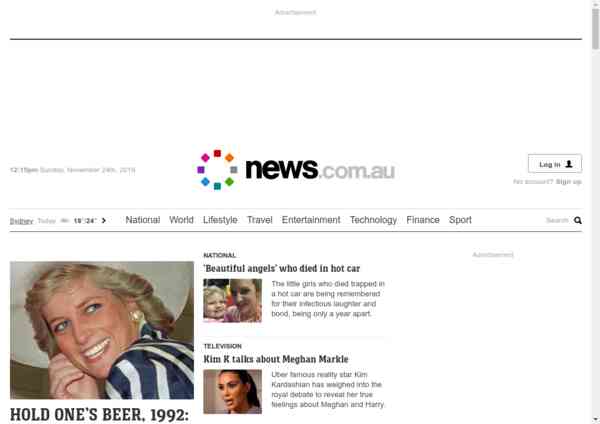 Advertisement
12:15pm Sunday, November 24th, 2019
news.com.au
Log in
No account? Sign up
Sydney Today 18°/24° National World Lifestyle Travel Entertainment Technology Finance Sport Search
NATIONAL
'Beautiful angels' who died in hot car
The little girls who died trapped in
a hot car are being remembered
for their infectious laughter and
bond, being only a year apart.
Advertisement
TELEVISION
Kim K talks about Meghan Markle
Uber famous reality star Kim
Kardashian has weighed into the
royal debate to reveal her true
feelings about Meghan and Harry.
HOLD ONE'S BEER, 1992: